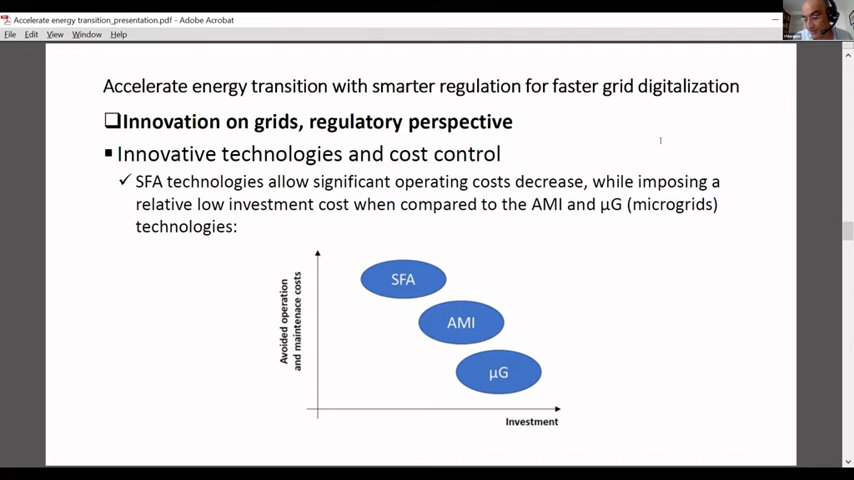 Accelerate energy transition_presentation.pdf - Adobe Acrobat
File Edit View Window Help
Accelerate energy transition with smarter regulation for faster grid digitalization
Innovation on grids, regulatory perspective
Innovative technologies and cost control
SFA technologies allow significant operating costs decrease, while imposing a
relative low investment cost when compared to the AMI and µG (microgrids)
technologies:
Avoided operation
and maintenace costs
SFA
AMI
µG
Investment